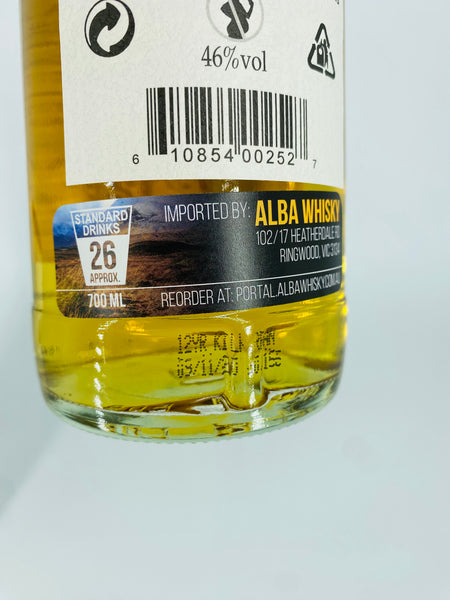 46%vol
6 10854 00252 7
STANDARD
DRINKS
26
APPROX.
700 ML
IMPORTED BY: ALBA WHISKY
102/17 HEATHERDALE RD
RINGWOOD, VIC 3134
REORDER AT: PORTAL.ALBAWHISKY.COM.AU
12YR